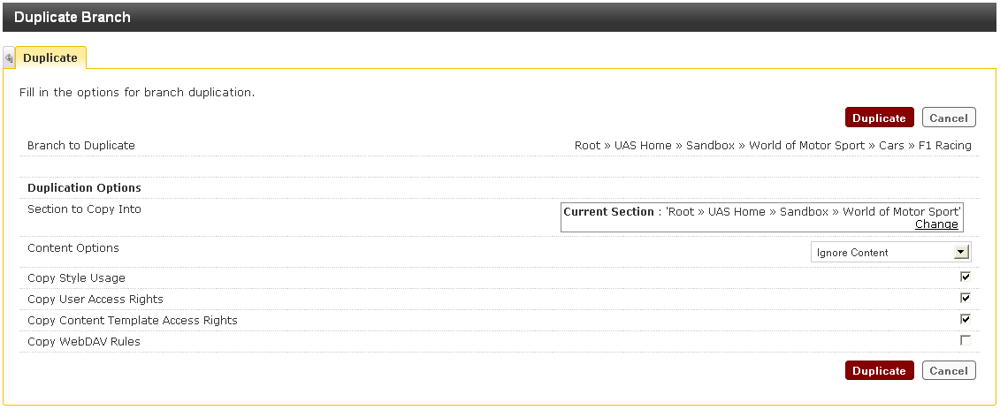 Duplicate Branch
Duplicate
Fill in the options for branch duplication.
Duplicate Cancel
Branch to Duplicate Root » UAS Home » Sandbox » World of Motor Sport » Cars » F1 Racing
Duplication Options
Section to Copy Into Current Section : 'Root » UAS Home » Sandbox » World of Motor Sport'
Change
Content Options Ignore Content
Copy Style Usage
Copy User Access Rights
Copy Content Template Access Rights
Copy WebDAV Rules
Duplicate Cancel